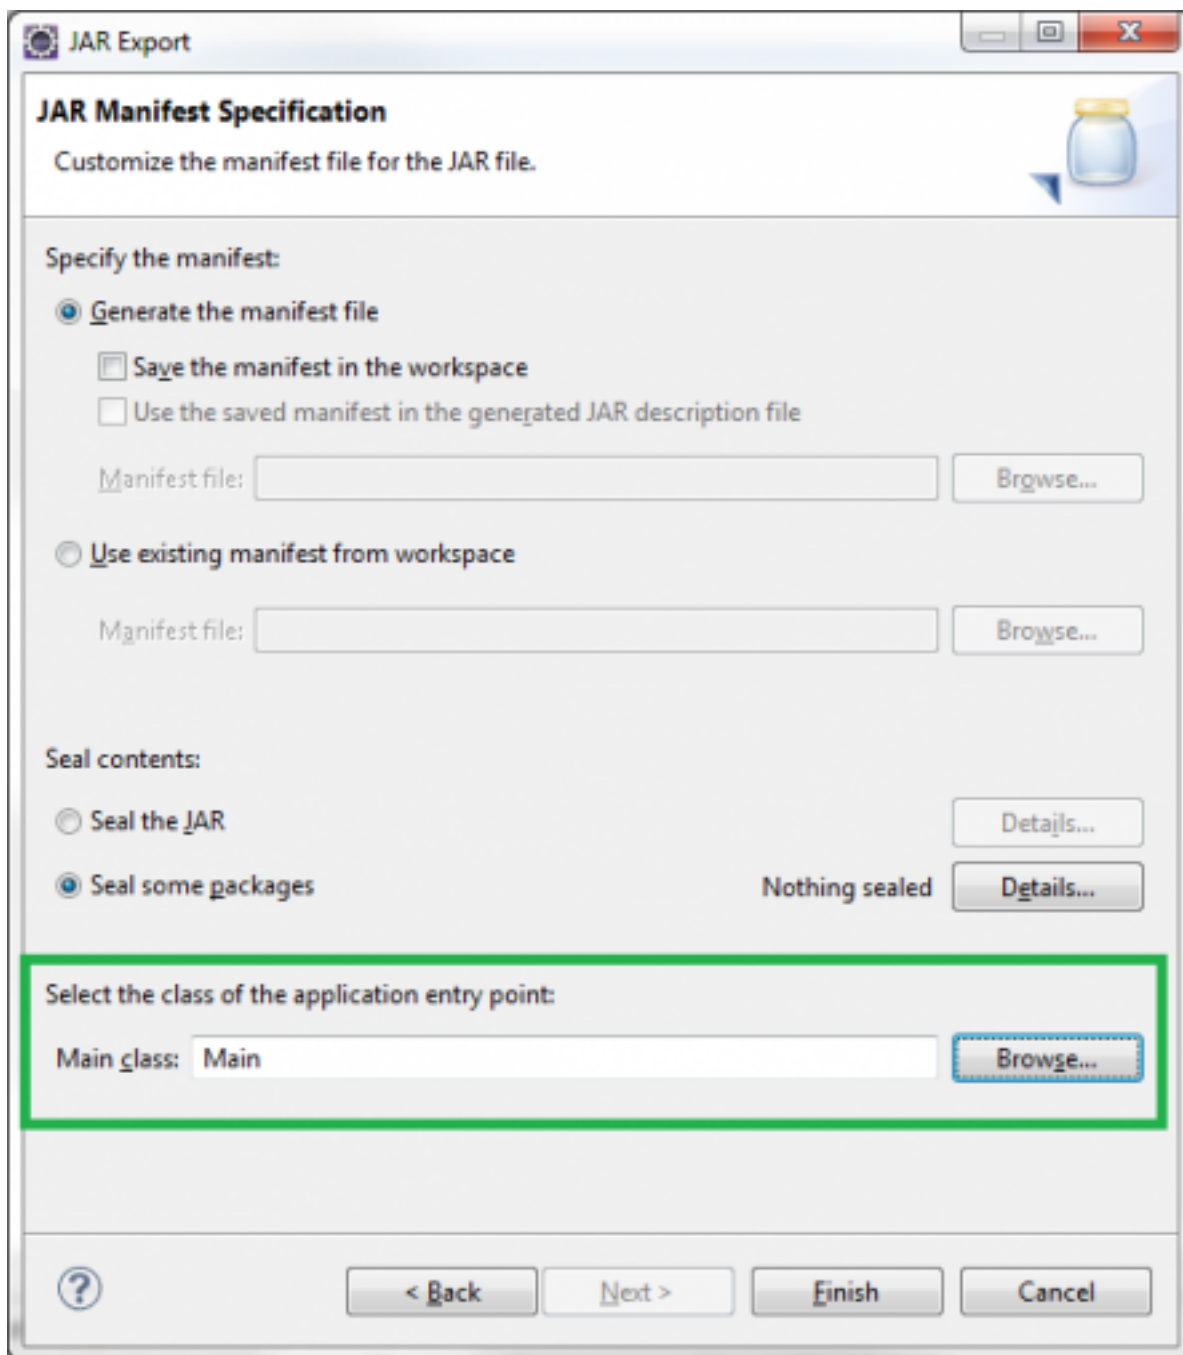 JAR Export
JAR Manifest Specification
Customize the manifest file for the JAR file.
Specify the manifest:
Generate the manifest file
Save the manifest in the workspace
Use the saved manifest in the generated JAR description file
Manifest file: Browse...
Use existing manifest from workspace
Manifest file: Browse...
Seal contents:
Seal the JAR Details...
Seal some packages Nothing sealed Details...
Select the class of the application entry point:
Main class: Main Browse...
? < Back Next > Finish Cancel